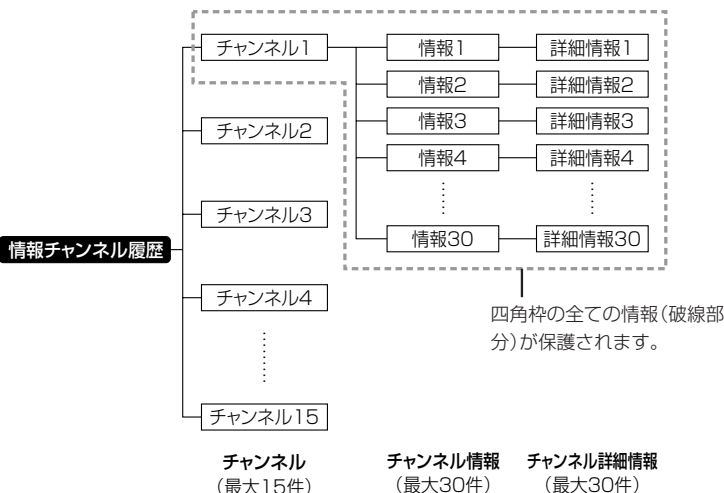 情報チャンネル履歴
チャンネル1
チャンネル2
チャンネル3
チャンネル4
チャンネル15
情報1
詳細情報1
情報2
詳細情報2
情報3
詳細情報3
情報4
詳細情報4
情報30
詳細情報30
四角枠の全ての情報（破線部
分）が保護されます。
チャンネル
（最大15件）
チャンネル情報
（最大30件）
チャンネル詳細情報
（最大30件）